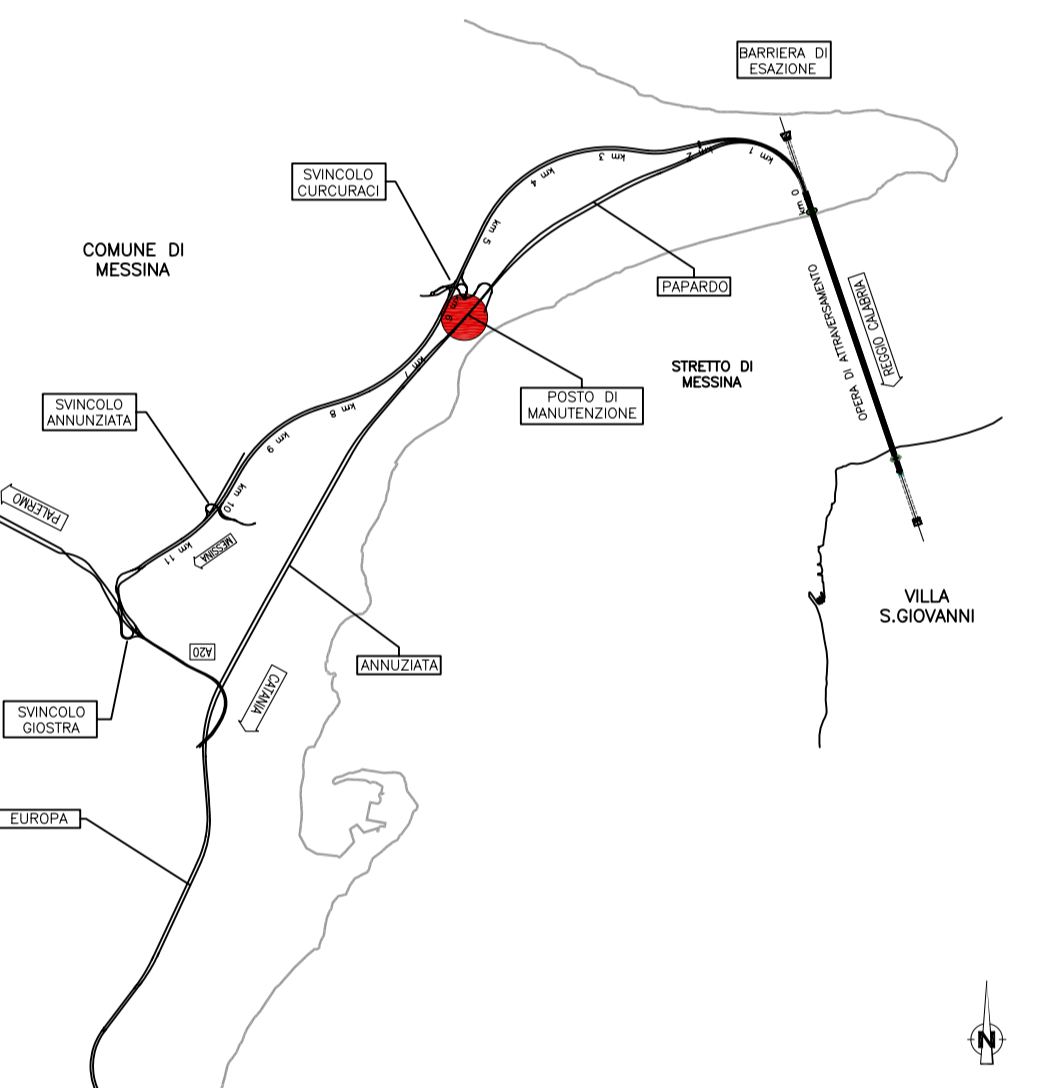 BARRIERA DI
ESAZIONE
SVINCOLO
CURCURACI
COMUNE DI
MESSINA
km 0
km 1
km 2
km 3
km 4
km 5
km 6
km 7
km 8
km 9
km 10
km 11
PAPARDO
OPERA DI ATTRAVERSAMENTO
REGGIO CALABRIA
STRETTO DI
MESSINA
POSTO DI
MANUTENZIONE
SVINCOLO
ANNUNZIATA
PALERMO
MESSINA
VILLA
S.GIOVANNI
A20
ANNUZIATA
CATANIA
SVINCOLO
GIOSTRA
EUROPA
N